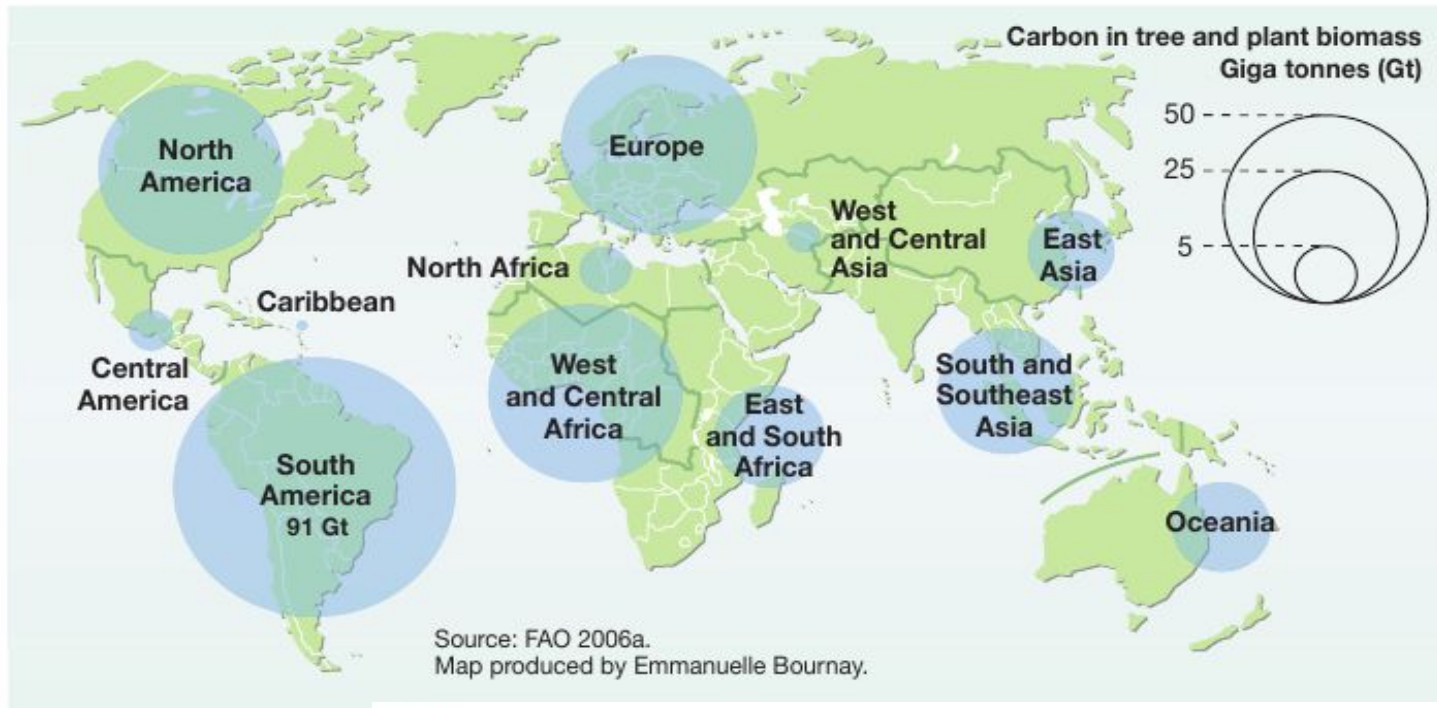 Carbon in tree and plant biomass
Giga tonnes (Gt)
50
25
5
North
America
Europe
West
and Central
Asia
East
Asia
North Africa
Caribbean
Central
America
West
and Central
Africa
East
and South
Africa
South and
Southeast
Asia
South
America
91 Gt
Oceania
Source: FAO 2006a.
Map produced by Emmanuelle Bournay.